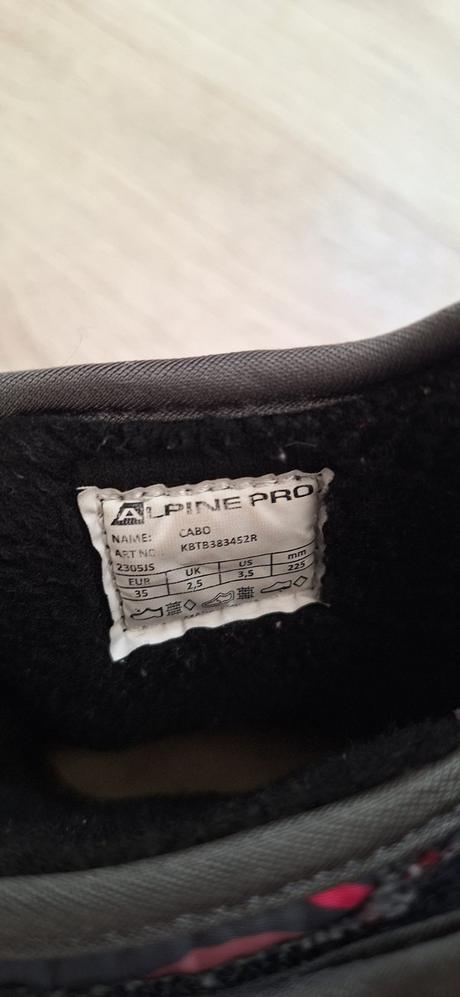 ALPINE PRO
NAME: CABO
ART NO KBTB383452R
2305JS
EUR UK US mm
35 2,5 3,5 225